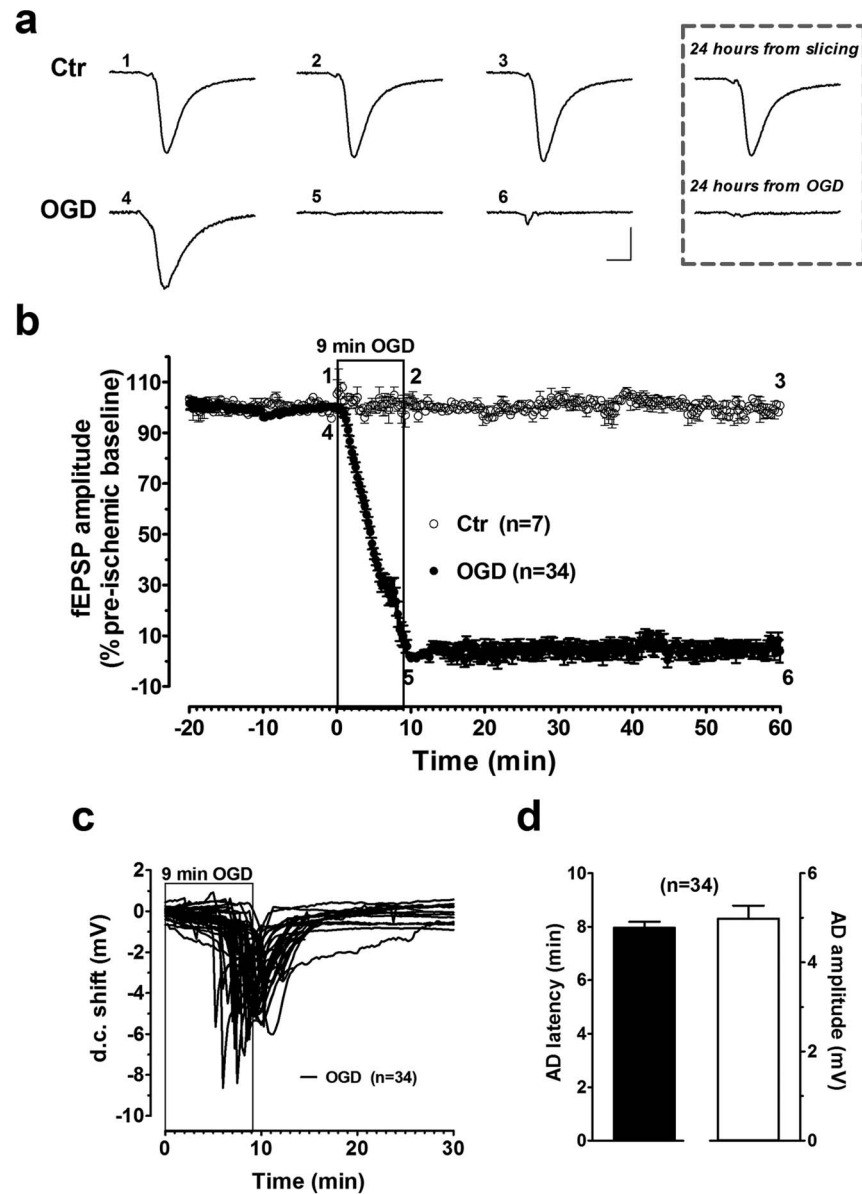 a
Ctr
1
2
3
24 hours from slicing
OGD
4
5
6
24 hours from OGD
b
9 min OGD
fEPSP amplitude
(% pre-ischemic baseline)
110
90
70
50
30
10
-10
1
2
3
4
5
6
Ctr (n=7)
OGD (n=34)
-20 -10 0 10 20 30 40 50 60
Time (min)
c
9 min OGD
d.c. shift (mV)
2
0
-2
-4
-6
-8
-10
OGD (n=34)
0 10 20 30
Time (min)
d
(n=34)
AD latency (min)
10
8
6
4
2
0
6
4
2
0
AD amplitude (mV)